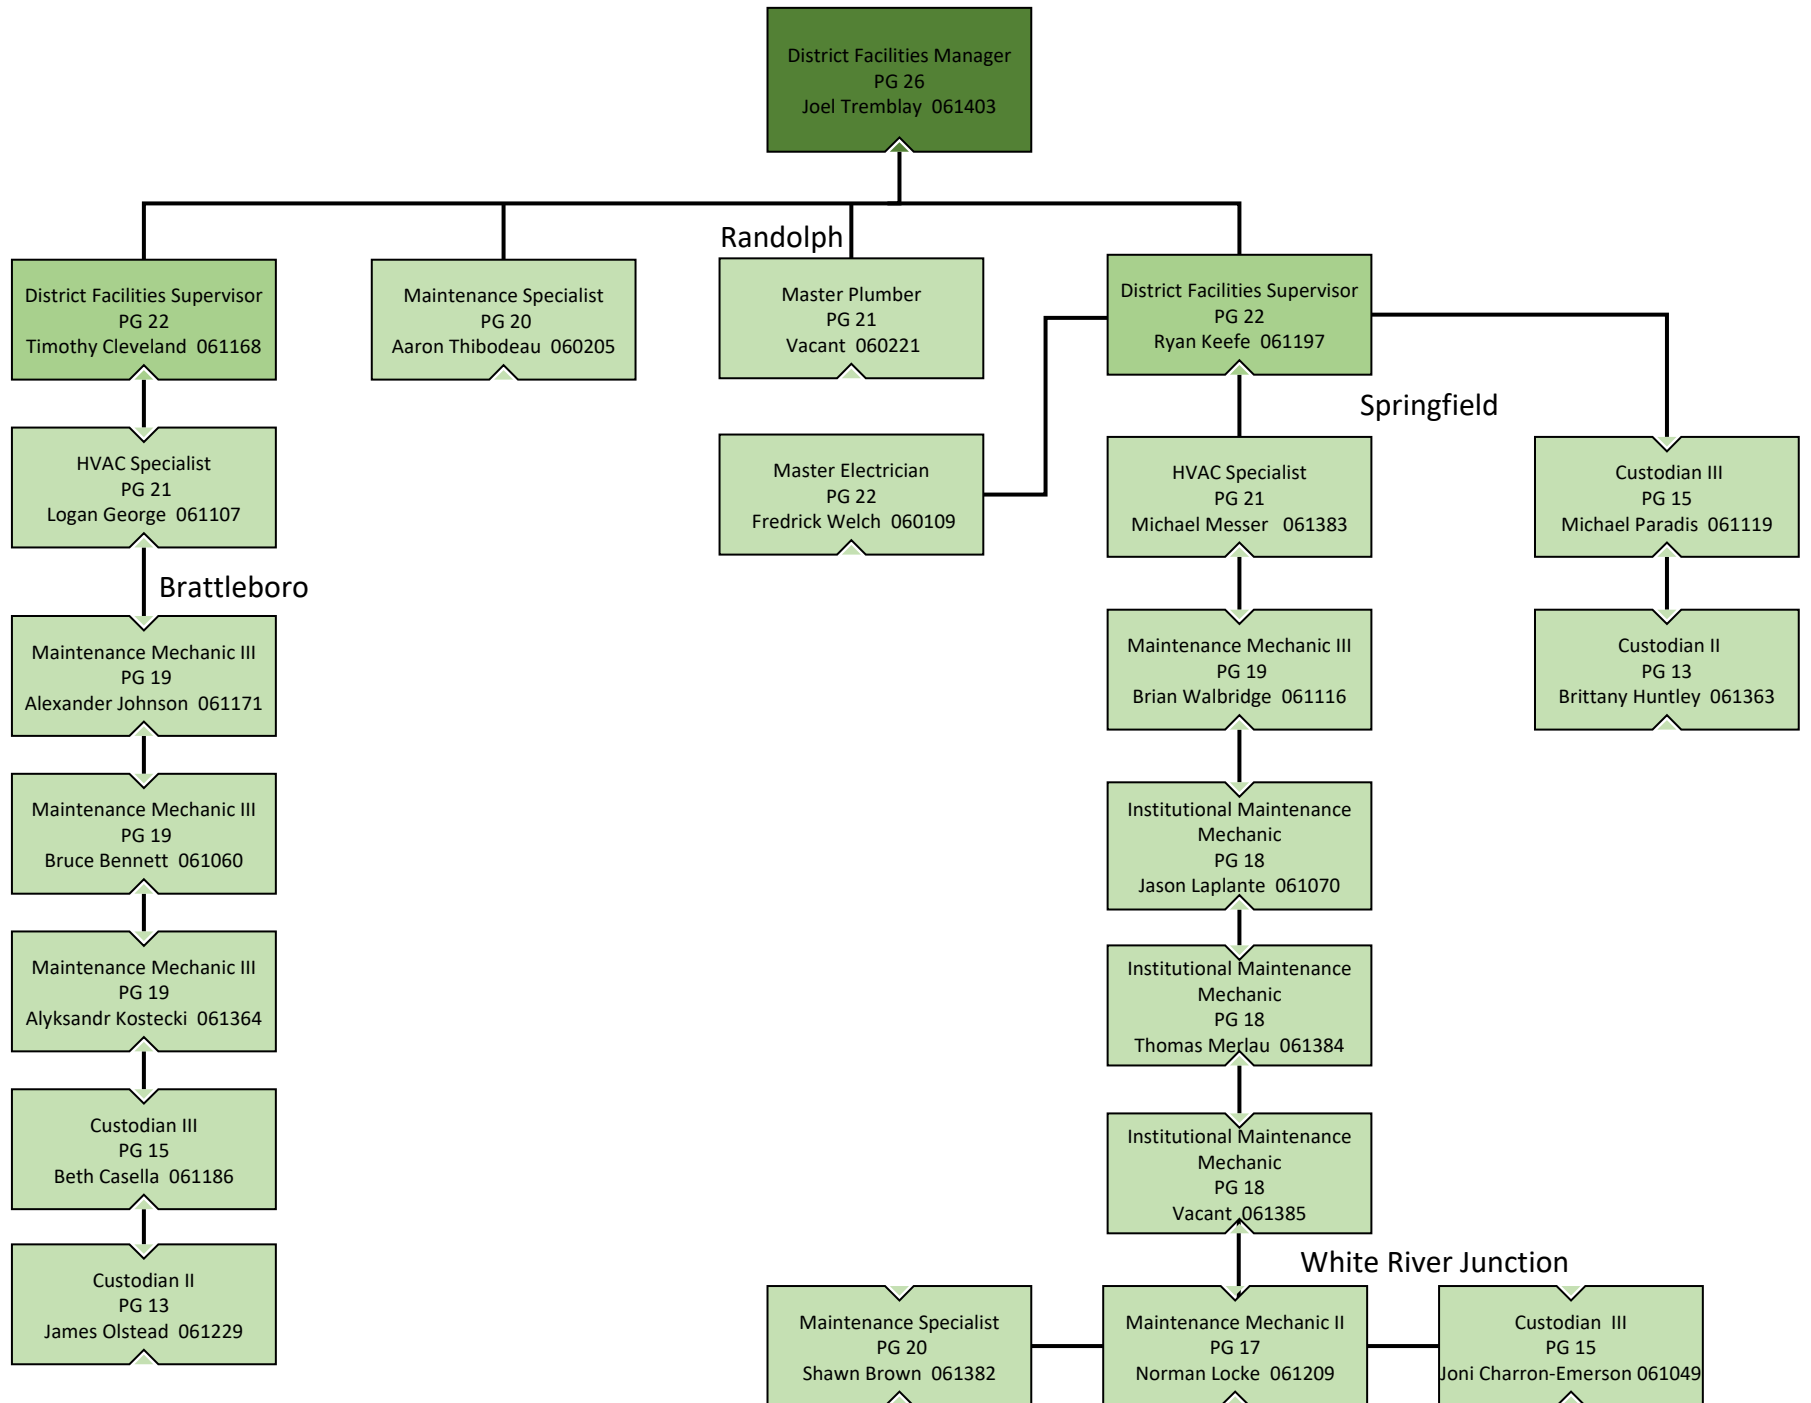 District Facilities Manager
PG 26
Joel Tremblay 061403
Randolph
District Facilities Supervisor
PG 22
Timothy Cleveland 061168
Maintenance Specialist
PG 20
Aaron Thibodeau 060205
Master Plumber
PG 21
Vacant 060221
District Facilities Supervisor
PG 22
Ryan Keefe 061197
Springfield
HVAC Specialist
PG 21
Logan George 061107
Master Electrician
PG 22
Fredrick Welch 060109
HVAC Specialist
PG 21
Michael Messer 061383
Custodian III
PG 15
Michael Paradis 061119
Brattleboro
Maintenance Mechanic III
PG 19
Alexander Johnson 061171
Maintenance Mechanic III
PG 19
Brian Walbridge 061116
Custodian II
PG 13
Brittany Huntley 061363
Maintenance Mechanic III
PG 19
Bruce Bennett 061060
Institutional Maintenance
Mechanic
PG 18
Jason Laplante 061070
Maintenance Mechanic III
PG 19
Alyksandr Kostecki 061364
Institutional Maintenance
Mechanic
PG 18
Thomas Merlau 061384
Custodian III
PG 15
Beth Casella 061186
Institutional Maintenance
Mechanic
PG 18
Vacant 061385
Custodian II
PG 13
James Olstead 061229
White River Junction
Maintenance Specialist
PG 20
Shawn Brown 061382
Maintenance Mechanic II
PG 17
Norman Locke 061209
Custodian III
PG 15
Joni Charron-Emerson 061049